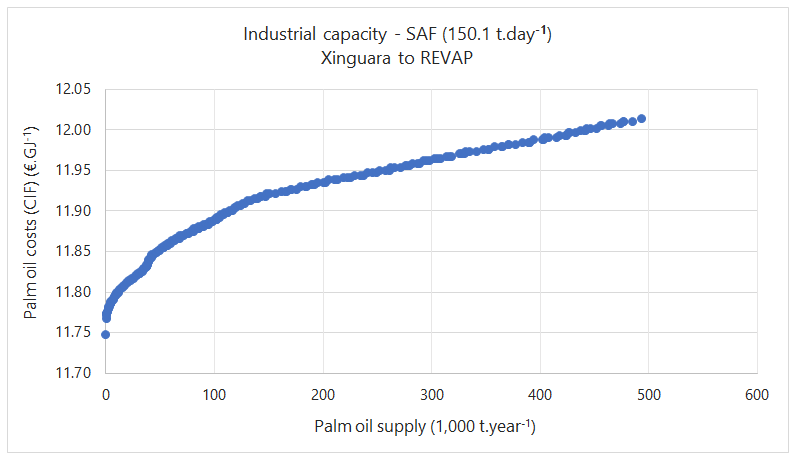 Industrial capacity - SAF (150.1 t.day⁻¹)
Xinguara to REVAP
12.05
12.00
11.95
11.90
11.85
11.80
11.75
11.70
Palm oil costs (CIF) (€.GJ⁻¹)
0 100 200 300 400 500 600
Palm oil supply (1,000 t.year⁻¹)